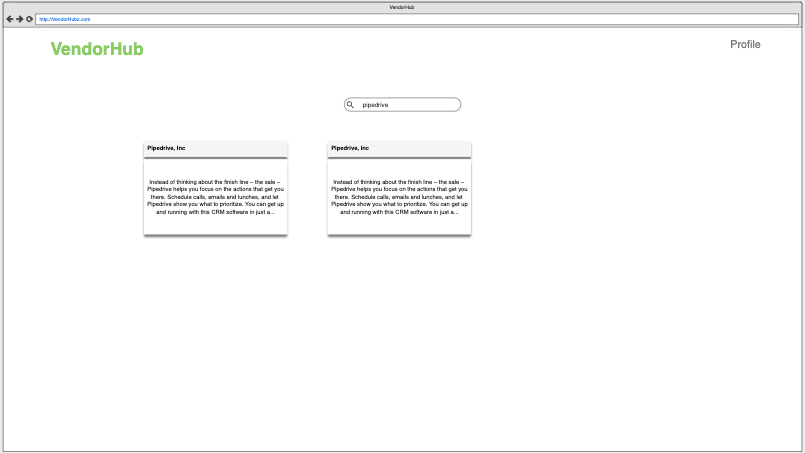 VendorHub
http://VendorHubz.com
VendorHub
Profile
pipedrive
Pipedrive, Inc
Instead of thinking about the finish line – the sale –
Pipedrive helps you focus on the actions that get you
there. Schedule calls, emails and lunches, and let
Pipedrive show you what to prioritize. You can get up
and running with this CRM software in just a...
Pipedrive, Inc
Instead of thinking about the finish line – the sale –
Pipedrive helps you focus on the actions that get you
there. Schedule calls, emails and lunches, and let
Pipedrive show you what to prioritize. You can get up
and running with this CRM software in just a...